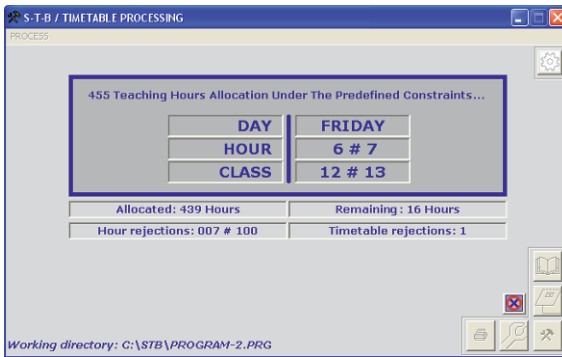 S-T-B / TIMETABLE PROCESSING
PROCESS
455 Teaching Hours Allocation Under The Predefined Constraints...
DAY FRIDAY
HOUR 6 # 7
CLASS 12 # 13
Allocated: 439 Hours Remaining : 16 Hours
Hour rejections: 007 # 100 Timetable rejections: 1
Working directory: C:\STB\PROGRAM-2.PRG